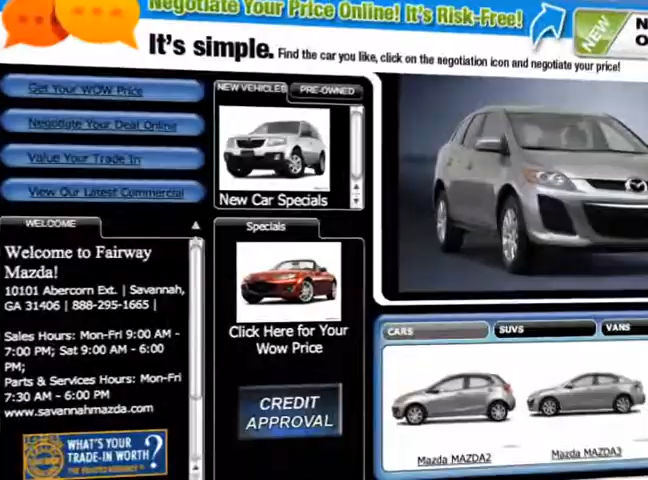 Negotiate Your Price Online! It's Risk-Free!
NEW
It's simple. Find the car you like, click on the negotiation icon and negotiate your price!
Get Your WOW Price
Negotiate Your Deal Online
Value Your Trade In
View Our Latest Commercial
NEW VEHICLES
PRE-OWNED
New Car Specials
WELCOME
Welcome to Fairway
Mazda!
10101 Abercorn Ext. | Savannah,
GA 31406 | 888-295-1665 |
Sales Hours: Mon-Fri 9:00 AM -
7:00 PM; Sat 9:00 AM - 6:00
PM;
Parts & Services Hours: Mon-Fri
7:30 AM - 6:00 PM
www.savannahmazda.com
WHAT'S YOUR
TRADE-IN WORTH?
Specials
Click Here for Your
Wow Price
CREDIT
APPROVAL
CARS
SUVS
VANS
Mazda MAZDA2
Mazda MAZDA3